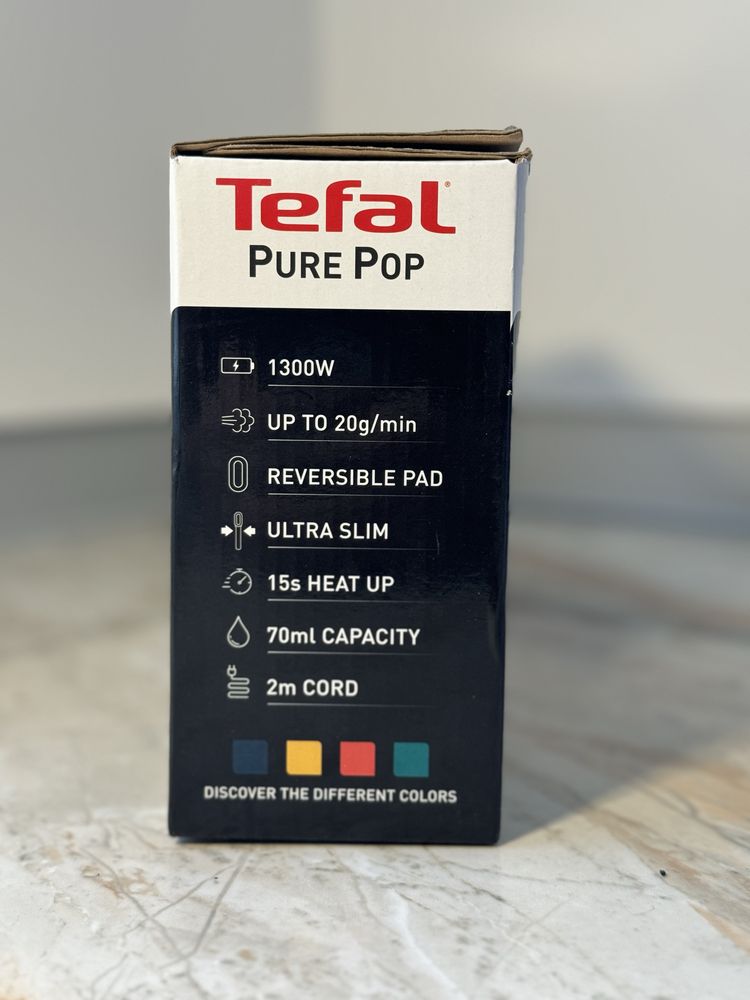 Tefal®
PURE POP
1300W
UP TO 20g/min
REVERSIBLE PAD
ULTRA SLIM
15s HEAT UP
70ml CAPACITY
2m CORD
DISCOVER THE DIFFERENT COLORS